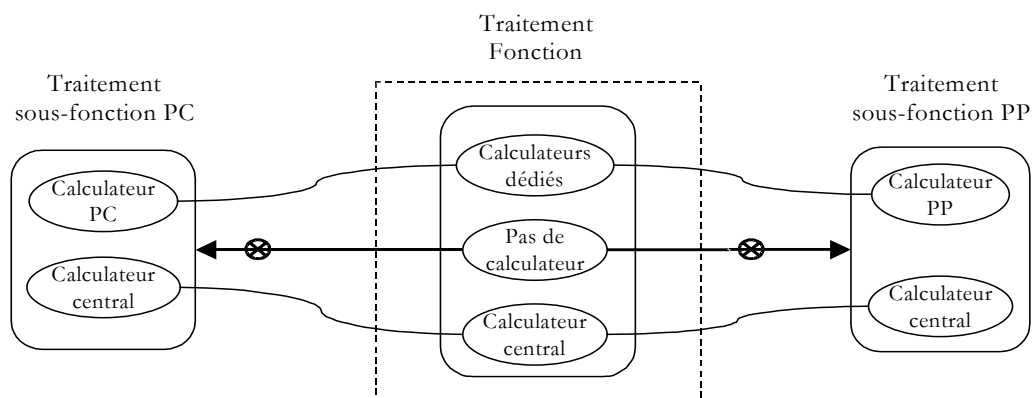 Traitement
Fonction
Traitement
sous-fonction PC
Traitement
sous-fonction PP
Calculateur
PC
Calculateur
central
Calculateurs
dédiés
Pas de
calculateur
Calculateur
central
Calculateur
PP
Calculateur
central